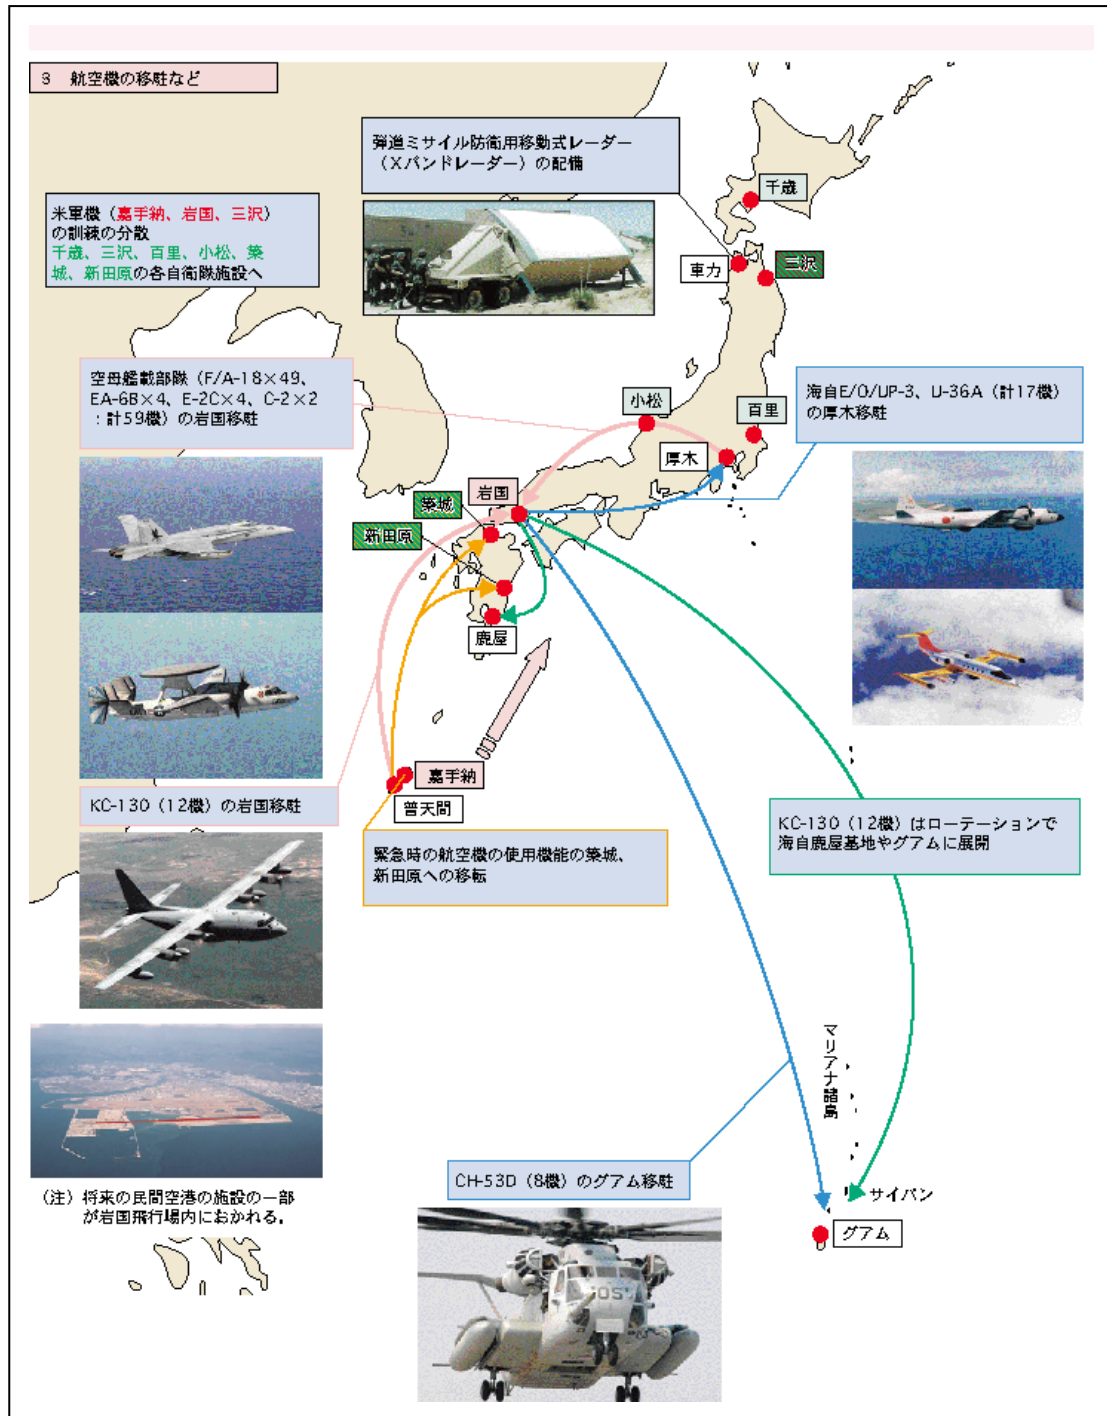 3 航空機の移駐など
弾道ミサイル防衛用移動式レーダー
（Xバンドレーダー）の配備
千歳
米軍機（嘉手納、岩国、三沢）
の訓練の分散
千歳、三沢、百里、小松、築
城、新田原の各自衛隊施設へ
車力
三沢
空母艦載部隊（F/A-18×49、
EA-6B×4、E-2C×4、C-2×2
：計59機）の岩国移駐
海自E/O/UP-3、U-36A（計17機）
の厚木移駐
小松
百里
厚木
岩国
築城
新田原
鹿屋
嘉手納
普天間
KC-130（12機）の岩国移駐
緊急時の航空機の使用機能の築城、
新田原への移転
KC-130（12機）はローテーションで
海自鹿屋基地やグアムに展開
マリアナ諸島
（注）将来の民間空港の施設の一部
が岩国飛行場内におかれる。
CH-53D（8機）のグアム移駐
サイパン
グアム
05